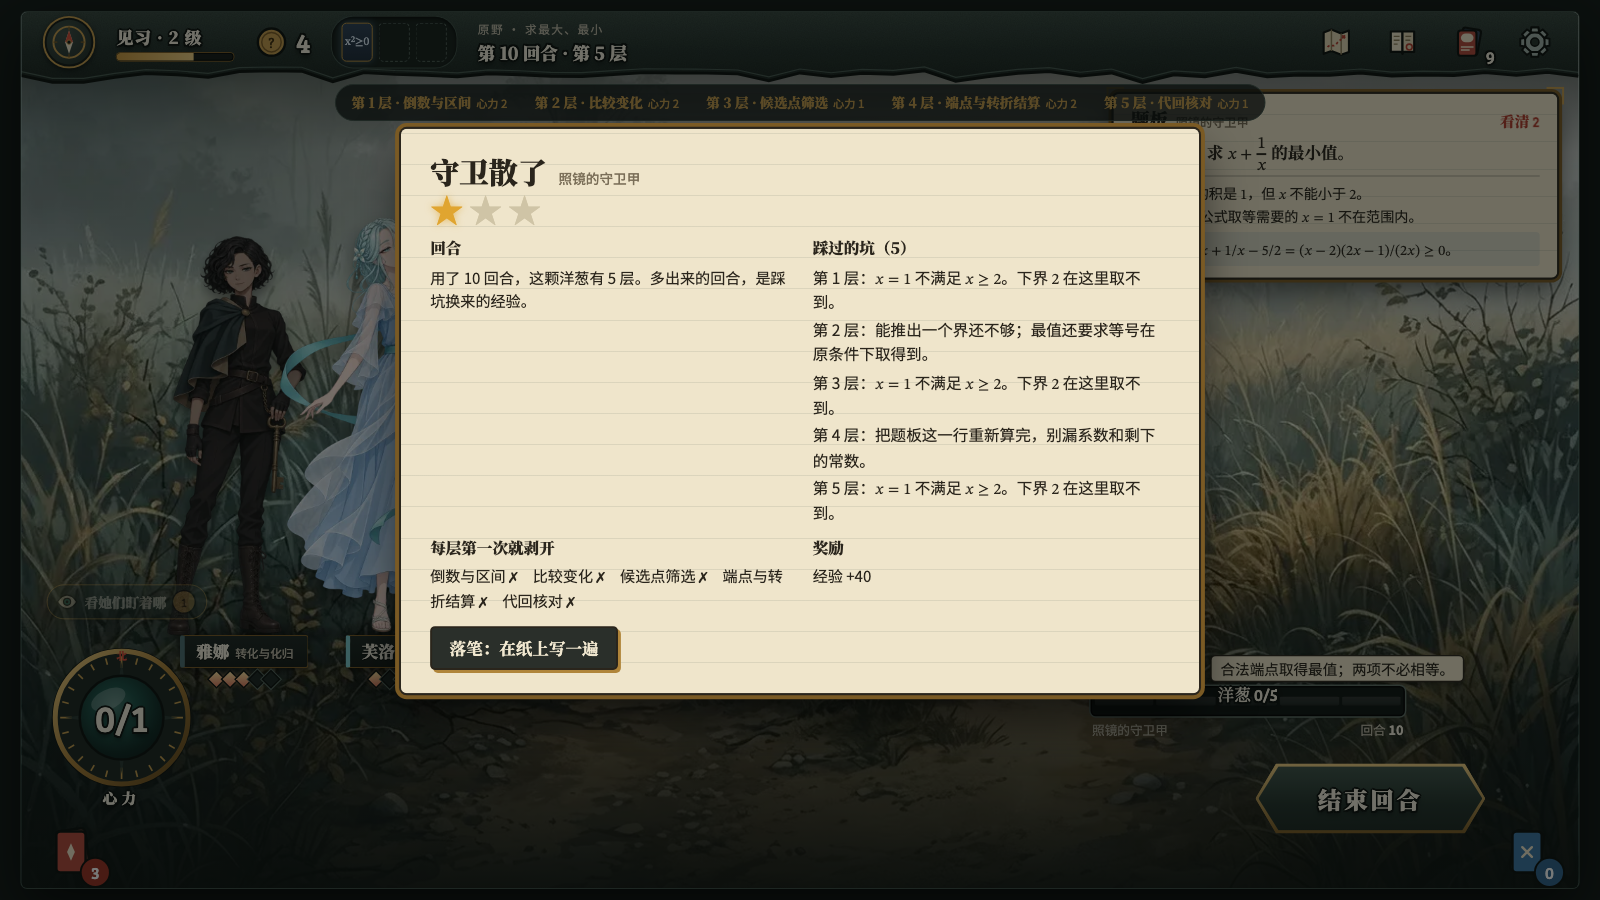 见习 · 2 级
?
4
x²≥0
原野 · 求最大、最小
第 10 回合 · 第 5 层
9
第 1 层 · 倒数与区间 心力 2
第 2 层 · 比较变化 心力 2
第 3 层 · 候选点筛选 心力 1
第 4 层 · 端点与转折结算 心力 2
第 5 层 · 代回核对 心力 1
的守卫甲
看清 2
求 x + 1/x 的最小值。
积是 1，但 x 不能小于 2。
公式取等需要的 x = 1 不在范围内。
x + 1/x − 5/2 = (x − 2)(2x − 1)/(2x) ≥ 0。
守卫散了 照镜的守卫甲
回合
用了 10 回合，这颗洋葱有 5 层。多出来的回合，是踩
坑换来的经验。
踩过的坑（5）
第 1 层：x = 1 不满足 x ≥ 2。下界 2 在这里取不
到。
第 2 层：能推出一个界还不够；最值还要求等号在
原条件下取得到。
第 3 层：x = 1 不满足 x ≥ 2。下界 2 在这里取不
到。
第 4 层：把题板这一行重新算完，别漏系数和剩下
的常数。
第 5 层：x = 1 不满足 x ≥ 2。下界 2 在这里取不
到。
每层第一次就剥开
倒数与区间✗ 比较变化✗ 候选点筛选✗ 端点与转
折结算✗ 代回核对✗
奖励
经验 +40
落笔：在纸上写一遍
看她们盯着哪 1
雅娜 转化与化归
芙洛
0/1
心力
3
合法端点取得最值；两项不必相等。
洋葱 0/5
照镜的守卫甲
回合 10
结束回合
0